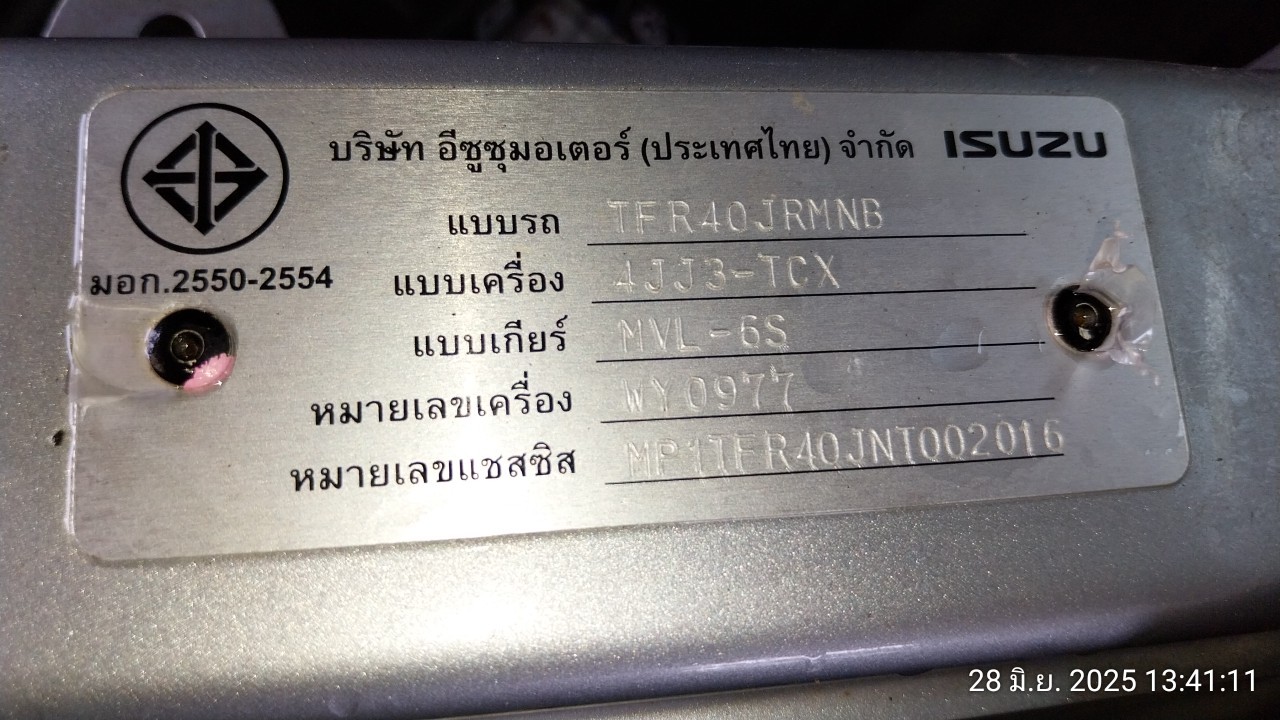 บริษัท อีซูซุมอเตอร์ (ประเทศไทย) จำกัด ISUZU
แบบรถ TFR40JRMNB
มอก.2550-2554
แบบเครื่อง 4JJ3-TCX
แบบเกียร์ MVL-6S
หมายเลขเครื่อง WY0977
หมายเลขแชสซิส MP1TFR40JNT002016
28 มิ.ย. 2025 13:41:11